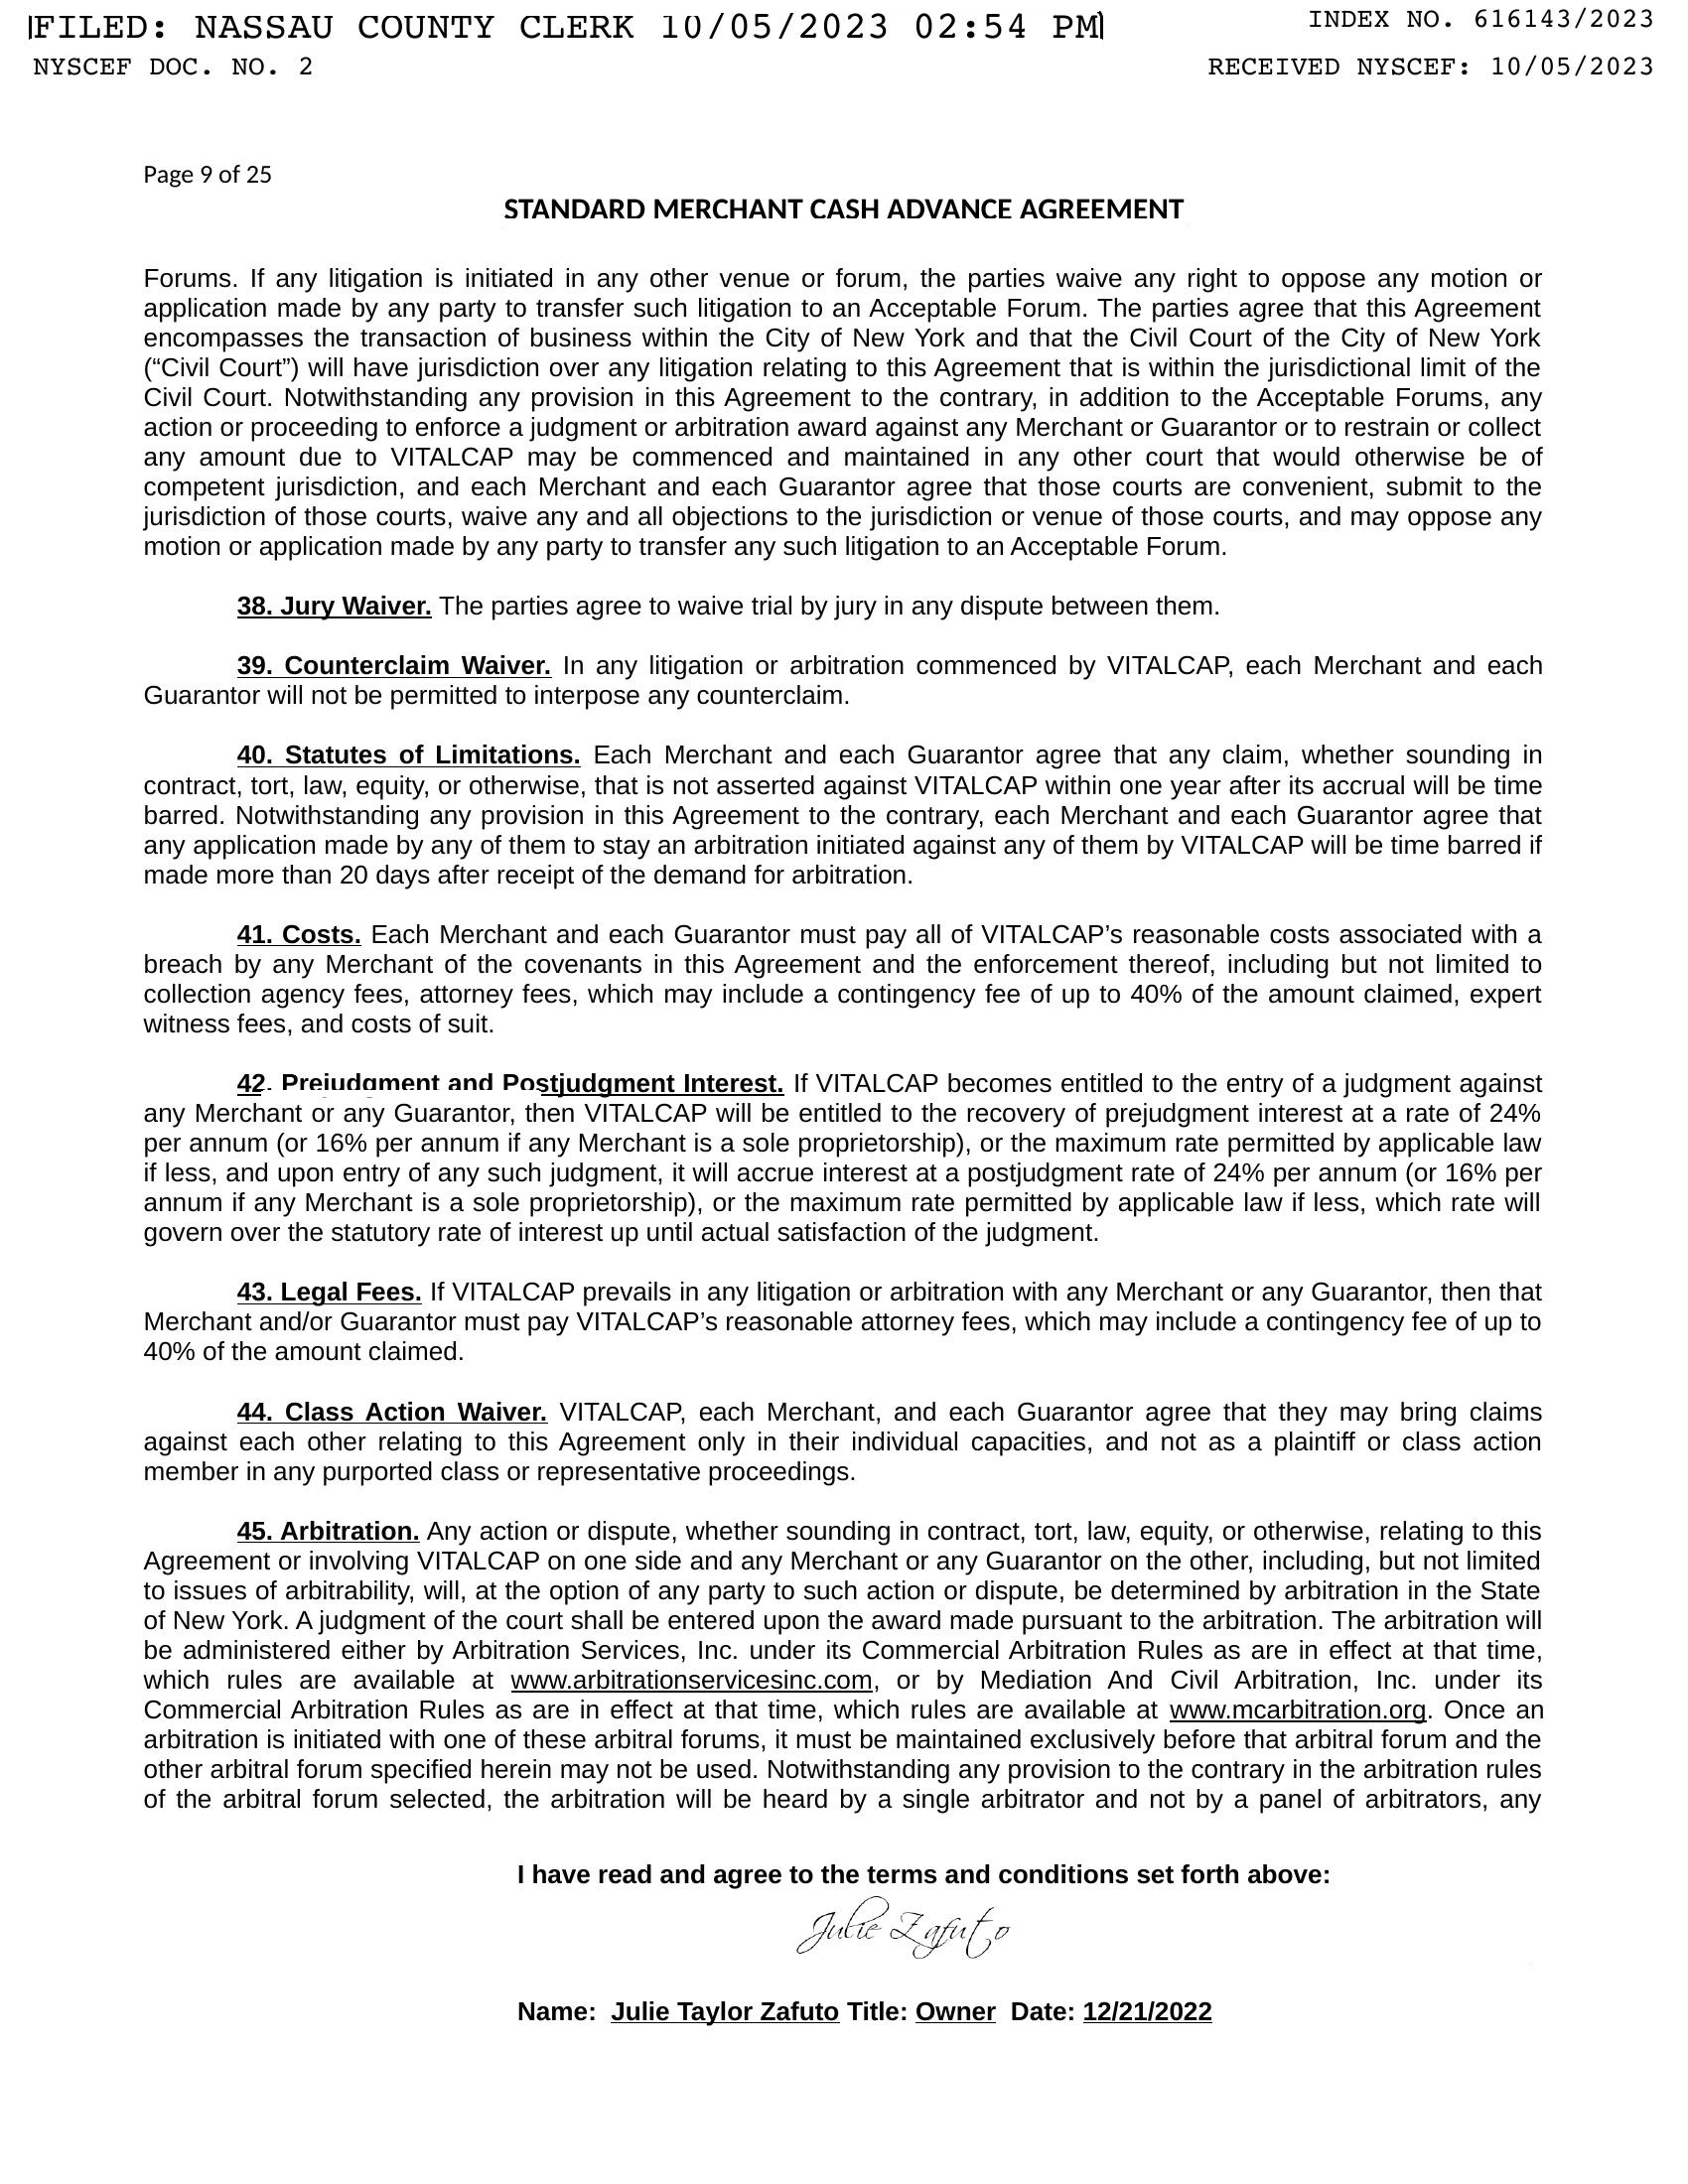 FILED: NASSAU COUNTY CLERK 10/05/2023 02:54 PM
INDEX NO. 616143/2023
NYSCEF DOC. NO. 2
RECEIVED NYSCEF: 10/05/2023
Page 9 of 25
STANDARD MERCHANT CASH ADVANCE AGREEMENT
Forums. If any litigation is initiated in any other venue or forum, the parties waive any right to oppose any motion or
application made by any party to transfer such litigation to an Acceptable Forum. The parties agree that this Agreement
encompasses the transaction of business within the City of New York and that the Civil Court of the City of New York
(“Civil Court”) will have jurisdiction over any litigation relating to this Agreement that is within the jurisdictional limit of the
Civil Court. Notwithstanding any provision in this Agreement to the contrary, in addition to the Acceptable Forums, any
action or proceeding to enforce a judgment or arbitration award against any Merchant or Guarantor or to restrain or collect
any amount due to VITALCAP may be commenced and maintained in any other court that would otherwise be of
competent jurisdiction, and each Merchant and each Guarantor agree that those courts are convenient, submit to the
jurisdiction of those courts, waive any and all objections to the jurisdiction or venue of those courts, and may oppose any
motion or application made by any party to transfer any such litigation to an Acceptable Forum.
38. Jury Waiver. The parties agree to waive trial by jury in any dispute between them.
39. Counterclaim Waiver. In any litigation or arbitration commenced by VITALCAP, each Merchant and each
Guarantor will not be permitted to interpose any counterclaim.
40. Statutes of Limitations. Each Merchant and each Guarantor agree that any claim, whether sounding in
contract, tort, law, equity, or otherwise, that is not asserted against VITALCAP within one year after its accrual will be time
barred. Notwithstanding any provision in this Agreement to the contrary, each Merchant and each Guarantor agree that
any application made by any of them to stay an arbitration initiated against any of them by VITALCAP will be time barred if
made more than 20 days after receipt of the demand for arbitration.
41. Costs. Each Merchant and each Guarantor must pay all of VITALCAP’s reasonable costs associated with a
breach by any Merchant of the covenants in this Agreement and the enforcement thereof, including but not limited to
collection agency fees, attorney fees, which may include a contingency fee of up to 40% of the amount claimed, expert
witness fees, and costs of suit.
42. Prejudgment and Postjudgment Interest. If VITALCAP becomes entitled to the entry of a judgment against
any Merchant or any Guarantor, then VITALCAP will be entitled to the recovery of prejudgment interest at a rate of 24%
per annum (or 16% per annum if any Merchant is a sole proprietorship), or the maximum rate permitted by applicable law
if less, and upon entry of any such judgment, it will accrue interest at a postjudgment rate of 24% per annum (or 16% per
annum if any Merchant is a sole proprietorship), or the maximum rate permitted by applicable law if less, which rate will
govern over the statutory rate of interest up until actual satisfaction of the judgment.
43. Legal Fees. If VITALCAP prevails in any litigation or arbitration with any Merchant or any Guarantor, then that
Merchant and/or Guarantor must pay VITALCAP’s reasonable attorney fees, which may include a contingency fee of up to
40% of the amount claimed.
44. Class Action Waiver. VITALCAP, each Merchant, and each Guarantor agree that they may bring claims
against each other relating to this Agreement only in their individual capacities, and not as a plaintiff or class action
member in any purported class or representative proceedings.
45. Arbitration. Any action or dispute, whether sounding in contract, tort, law, equity, or otherwise, relating to this
Agreement or involving VITALCAP on one side and any Merchant or any Guarantor on the other, including, but not limited
to issues of arbitrability, will, at the option of any party to such action or dispute, be determined by arbitration in the State
of New York. A judgment of the court shall be entered upon the award made pursuant to the arbitration. The arbitration will
be administered either by Arbitration Services, Inc. under its Commercial Arbitration Rules as are in effect at that time,
which rules are available at www.arbitrationservicesinc.com, or by Mediation And Civil Arbitration, Inc. under its
Commercial Arbitration Rules as are in effect at that time, which rules are available at www.mcarbitration.org. Once an
arbitration is initiated with one of these arbitral forums, it must be maintained exclusively before that arbitral forum and the
other arbitral forum specified herein may not be used. Notwithstanding any provision to the contrary in the arbitration rules
of the arbitral forum selected, the arbitration will be heard by a single arbitrator and not by a panel of arbitrators, any
I have read and agree to the terms and conditions set forth above:
Julie Zafuto
Name: Julie Taylor Zafuto Title: Owner Date: 12/21/2022